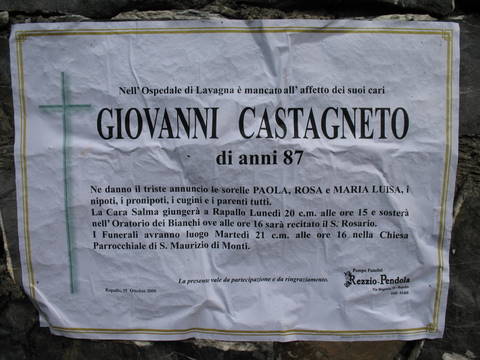 Nell' Ospedale di Lavagna è mancato all' affetto dei suoi cari
GIOVANNI CASTAGNETO
di anni 87
Ne danno il triste annuncio le sorelle PAOLA, ROSA e MARIA LUISA, i
nipoti, i pronipoti, i cugini e i parenti tutti.
La Cara Salma giungerà a Rapallo Lunedì 20 c.m. alle ore 15 e sosterà
nell' Oratorio dei Bianchi ove alle ore 16 sarà recitato il S. Rosario.
I Funerali avranno luogo Martedì 21 c.m. alle ore 16 nella Chiesa
Parrocchiale di S. Maurizio di Monti.
La presente vale da partecipazione e da ringraziamento.
Rapallo, Ottobre
Pompe Funebri
Rezzio-Pendola